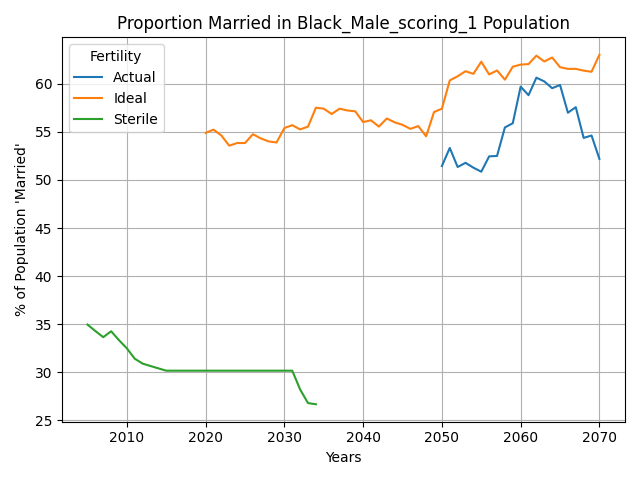 Proportion Married in Black_Male_scoring_1 Population
Fertility
Actual
Ideal
Sterile
% of Population 'Married'
60
55
50
45
40
35
30
25
2010 2020 2030 2040 2050 2060 2070
Years